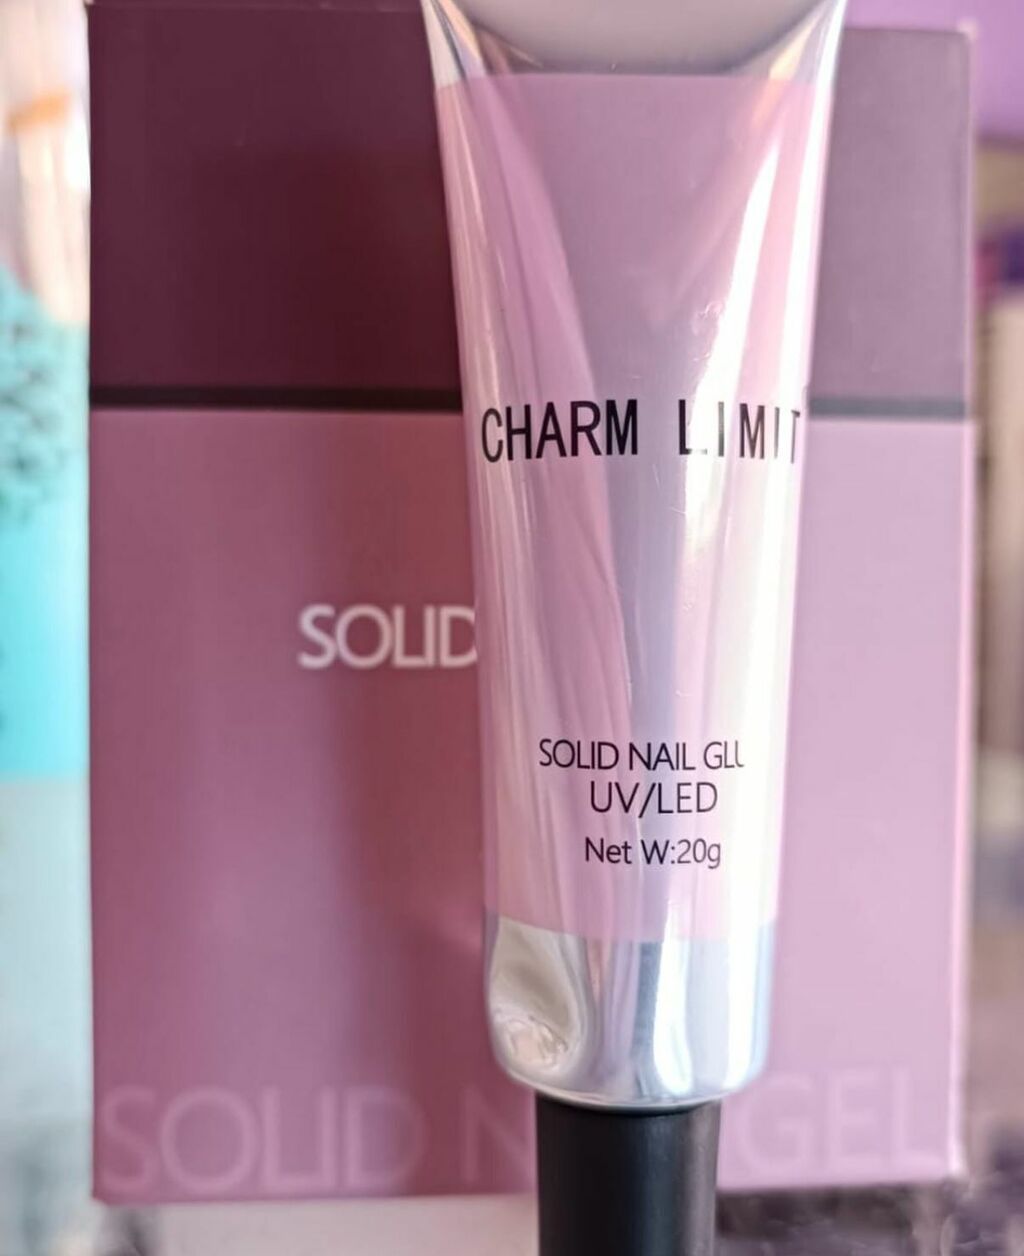 CHARM LIMIT
SOLID
SOLID NAIL GLU
UV/LED
Net W:20g
SOLID N GEL